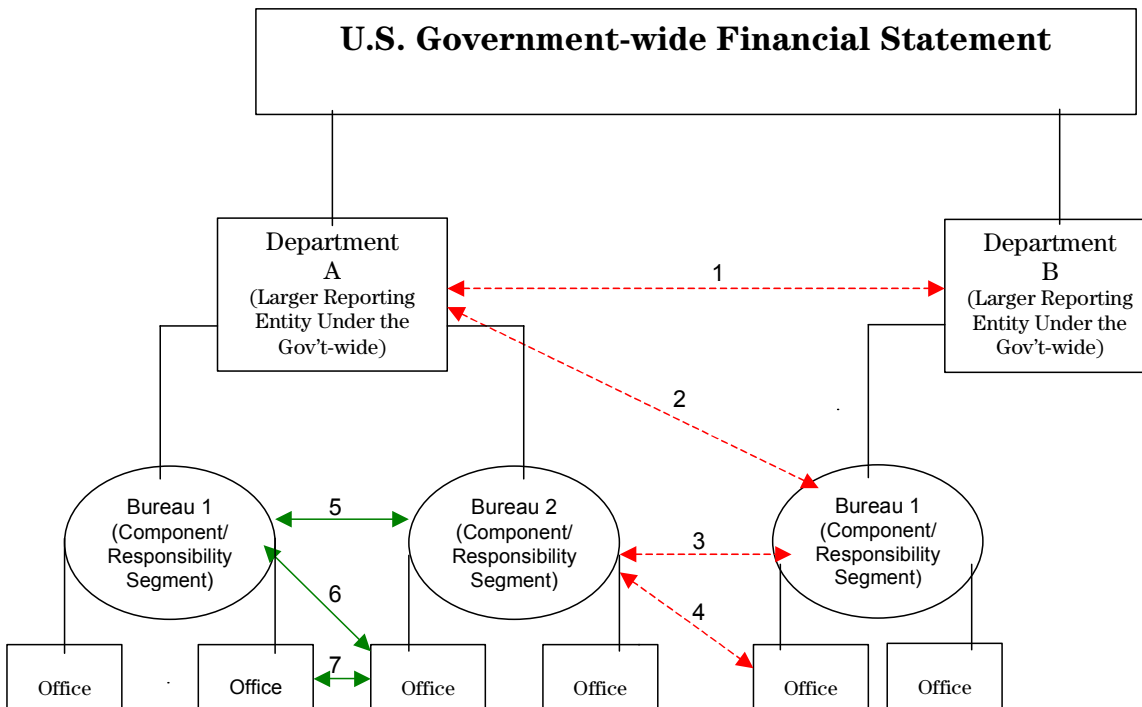 U.S. Government-wide Financial Statement
Department
A
(Larger Reporting
Entity Under the
Gov't-wide)
Department
B
(Larger Reporting
Entity Under the
Gov't-wide)
1
2
Bureau 1
(Component/
Responsibility
Segment)
5
Bureau 2
(Component/
Responsibility
Segment)
3
Bureau 1
(Component/
Responsibility
Segment)
6
4
7
Office
Office
Office
Office
Office
Office